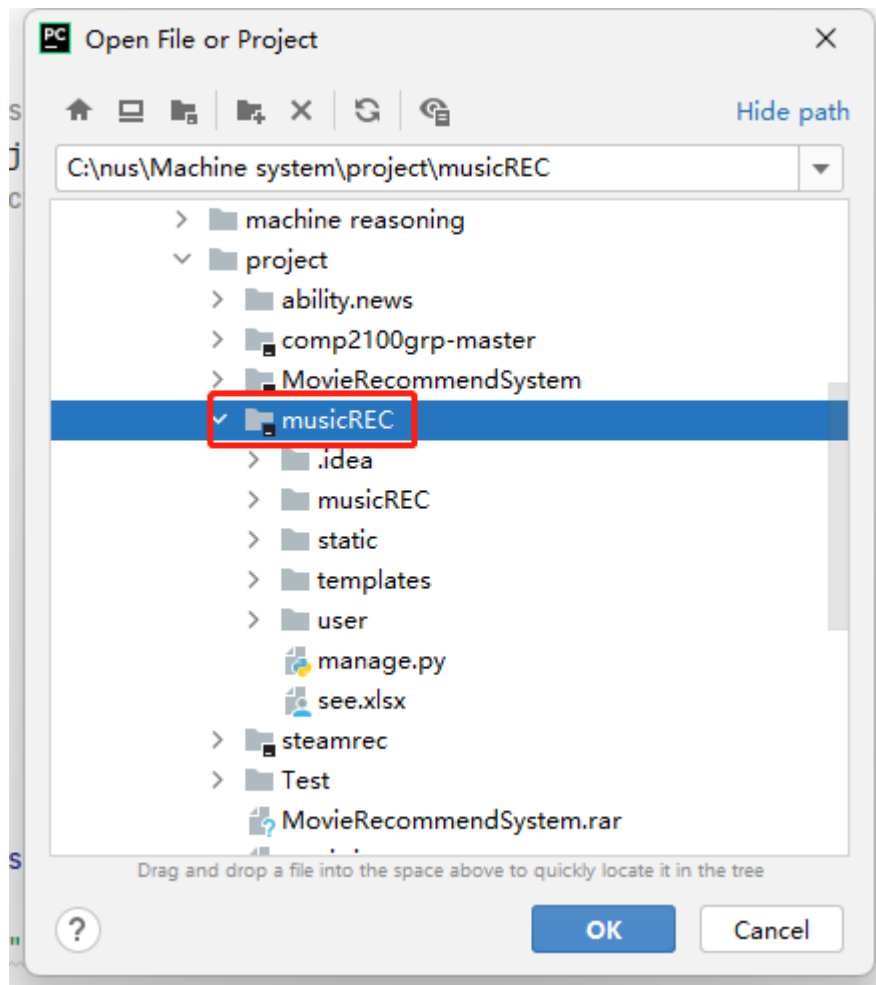 PC Open File or Project
Hide path
C:\nus\Machine system\project\musicREC
machine reasoning
project
ability.news
comp2100grp-master
MovieRecommendSystem
musicREC
.idea
musicREC
static
templates
user
manage.py
see.xlsx
steamrec
Test
MovieRecommendSystem.rar
Drag and drop a file into the space above to quickly locate it in the tree
? OK Cancel